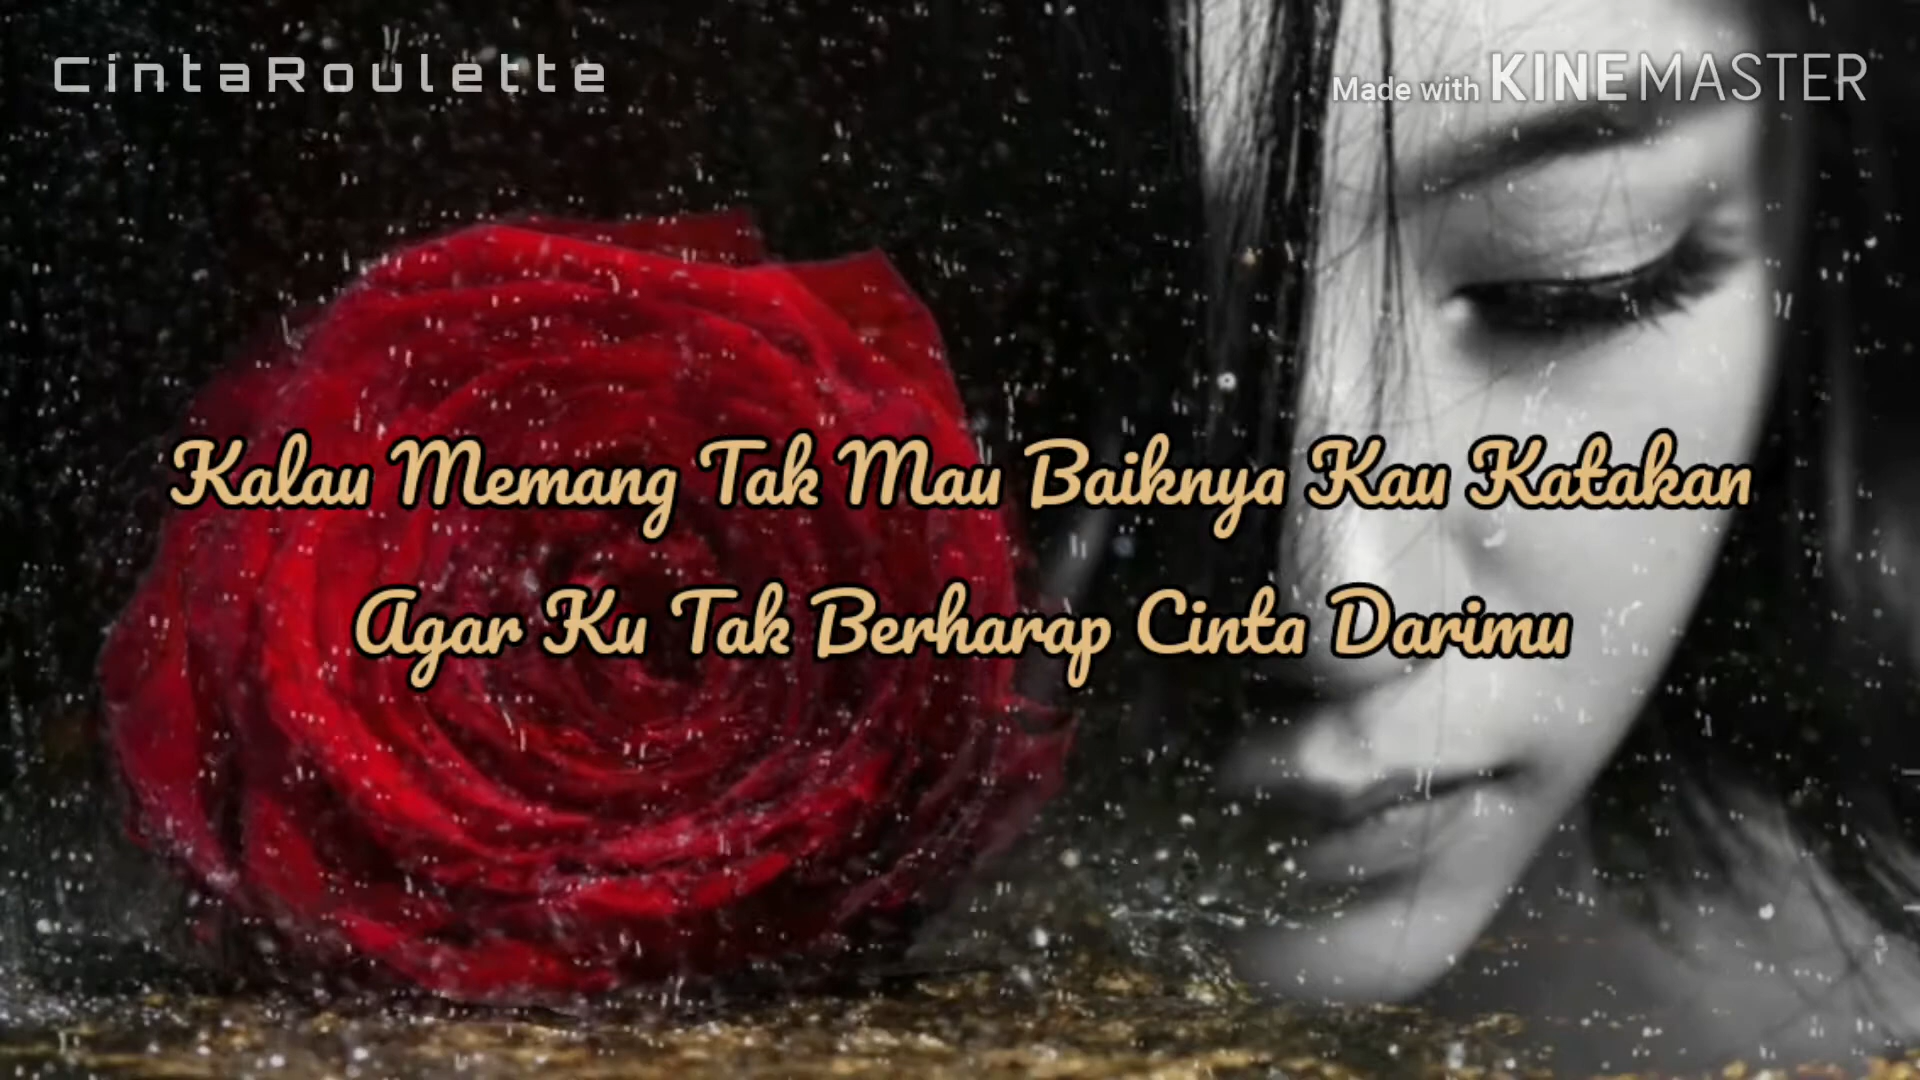 CintaRoulette
Made with KINEMASTER
Kalau Memang Tak Mau Baiknya Kau Katakan
Agar Ku Tak Berharap Cinta Darimu